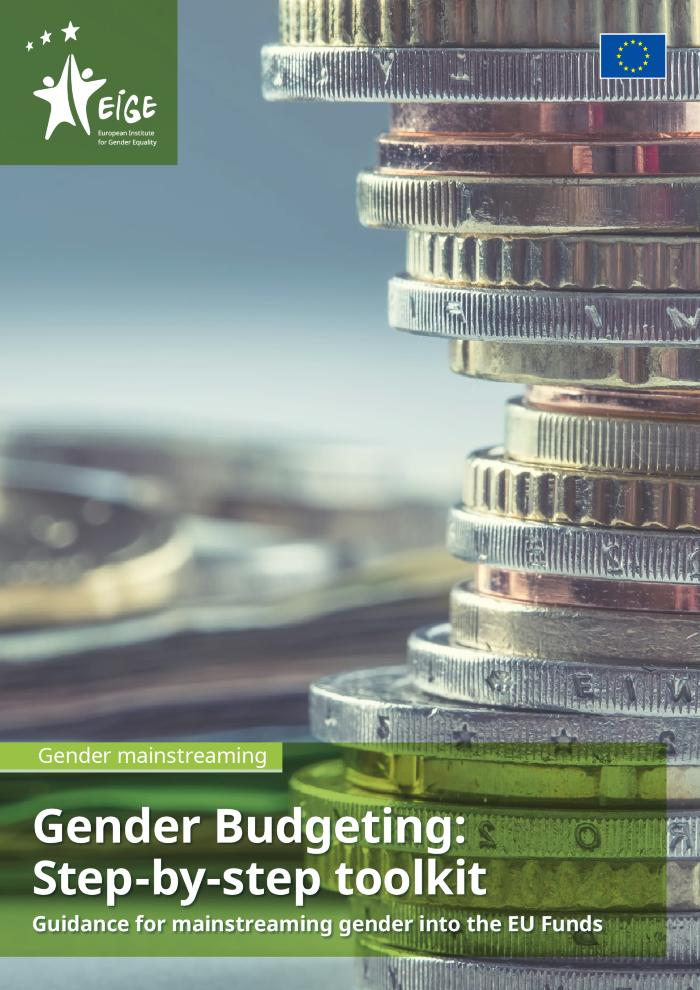 EIGE
European Institute
for Gender Equality
Gender mainstreaming
Gender Budgeting:
Step-by-step toolkit
Guidance for mainstreaming gender into the EU Funds